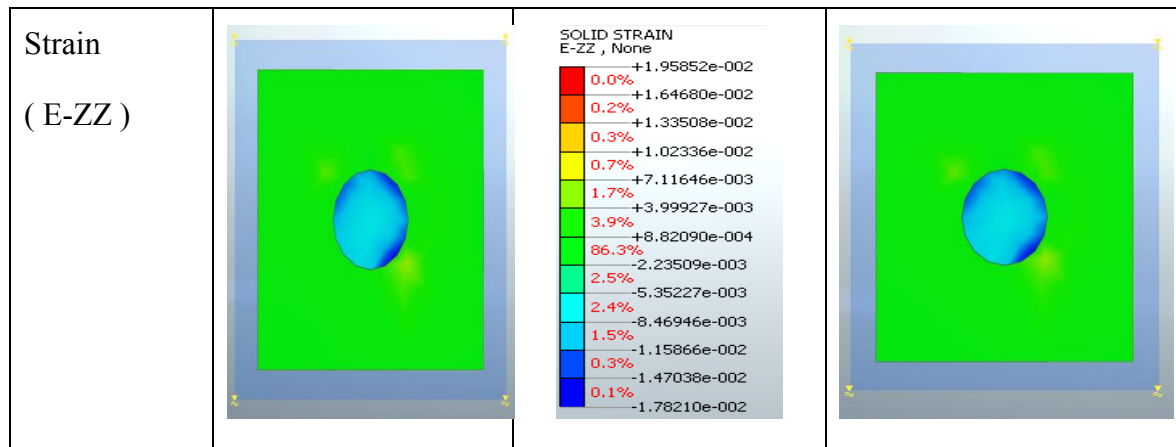 Strain
( E-ZZ )
SOLID STRAIN
E-ZZ , None
+1.95852e-002
0.0%
+1.64680e-002
0.2%
+1.33508e-002
0.3%
+1.02336e-002
0.7%
+7.11646e-003
1.7%
+3.99927e-003
3.9%
+8.82090e-004
86.3%
-2.23509e-003
2.5%
-5.35227e-003
2.4%
-8.46946e-003
1.5%
-1.15866e-002
0.3%
-1.47038e-002
0.1%
-1.78210e-002